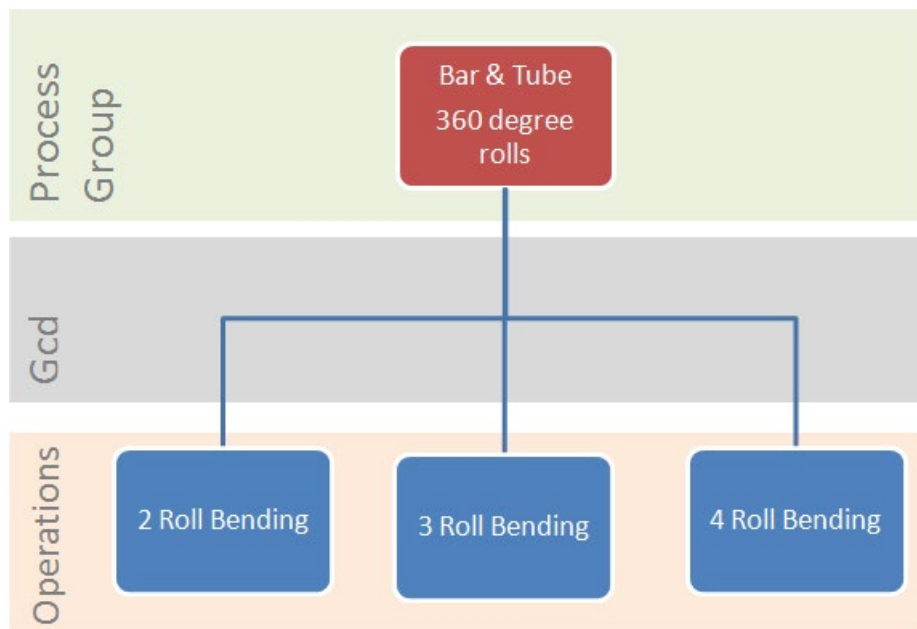 Process
Group
Bar & Tube
360 degree
rolls
Gcd
Operations
2 Roll Bending
3 Roll Bending
4 Roll Bending